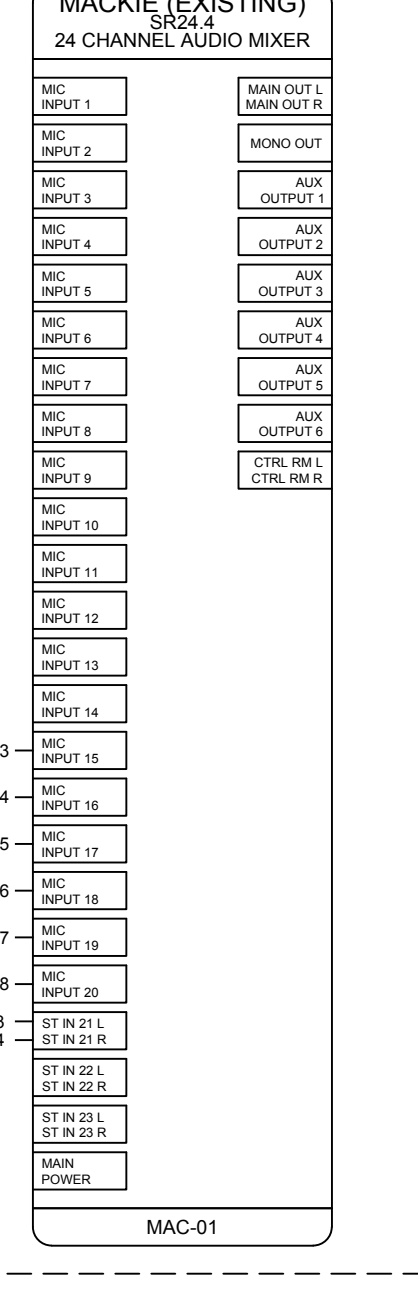 MACKIE (EXISTING)
SR24.4
24 CHANNEL AUDIO MIXER
MIC
INPUT 1
MAIN OUT L
MAIN OUT R
MIC
INPUT 2
MONO OUT
MIC
INPUT 3
AUX
OUTPUT 1
MIC
INPUT 4
AUX
OUTPUT 2
MIC
INPUT 5
AUX
OUTPUT 3
MIC
INPUT 6
AUX
OUTPUT 4
MIC
INPUT 7
AUX
OUTPUT 5
MIC
INPUT 8
AUX
OUTPUT 6
MIC
INPUT 9
CTRL RM L
CTRL RM R
MIC
INPUT 10
MIC
INPUT 11
MIC
INPUT 12
MIC
INPUT 13
MIC
INPUT 14
3
MIC
INPUT 15
4
MIC
INPUT 16
5
MIC
INPUT 17
6
MIC
INPUT 18
7
MIC
INPUT 19
8
MIC
INPUT 20
ST IN 21 L
ST IN 21 R
ST IN 22 L
ST IN 22 R
ST IN 23 L
ST IN 23 R
MAIN
POWER
MAC-01